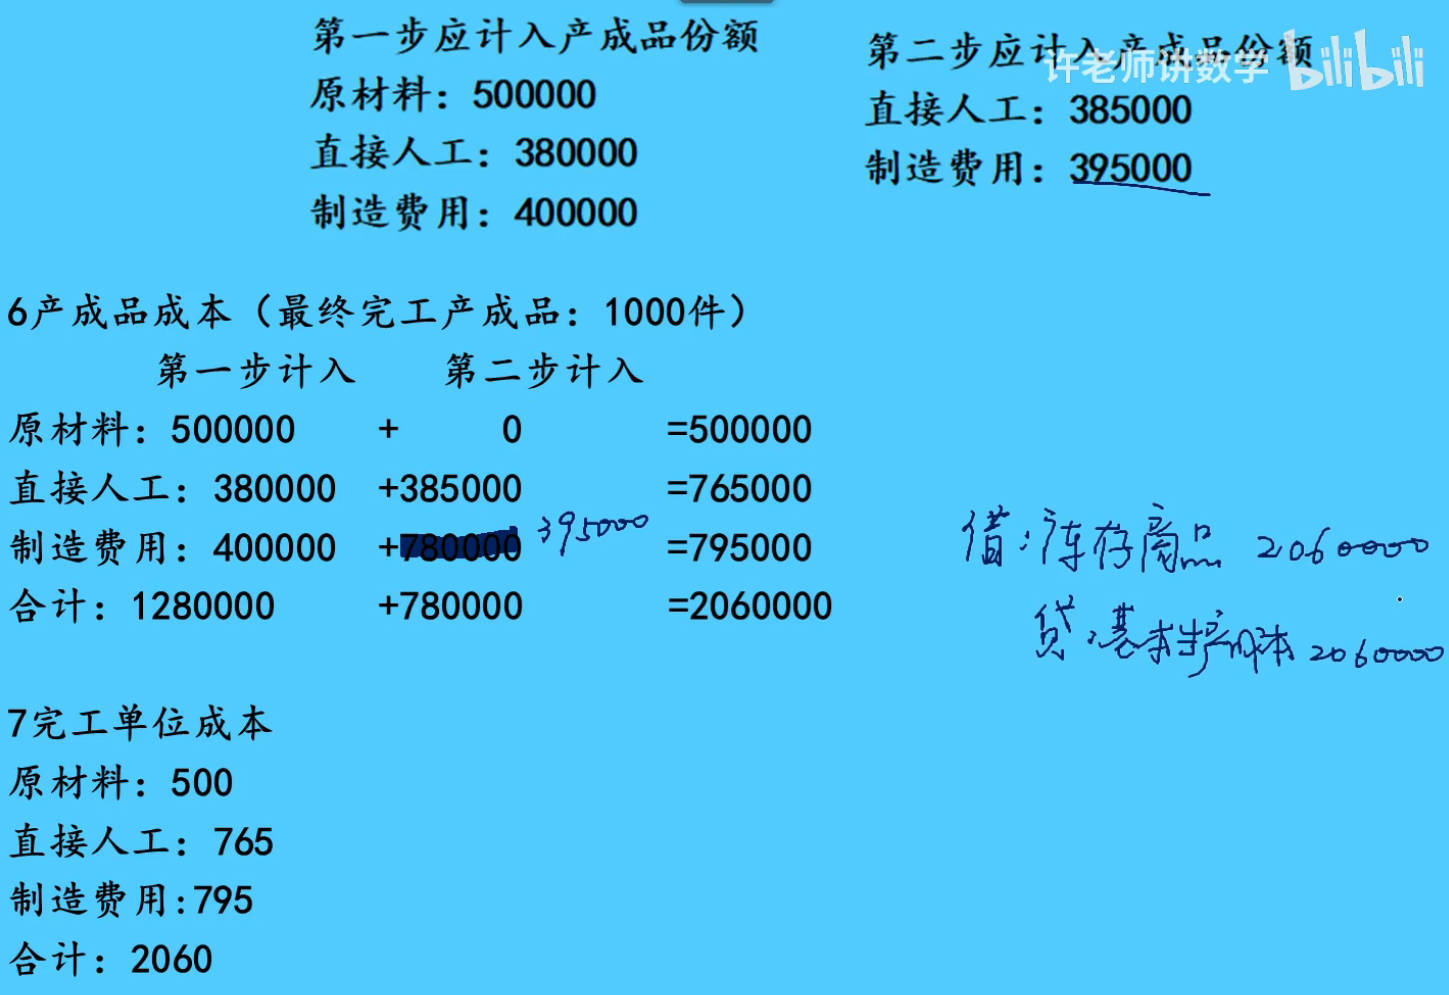 第一步应计入产成品份额
原材料：500000
直接人工：380000
制造费用：400000
第二步应计入产成品份额
许老师讲数学 bilibili
直接人工：385000
制造费用：395000
6产成品成本（最终完工产成品：1000件）
第一步计入 第二步计入
原材料：500000 + 0 =500000
直接人工：380000 +385000 =765000
制造费用：400000 +780000 395000 =795000
合计：1280000 +780000 =2060000
借：库存商品 2060000
贷：基本生产成本 2060000
7完工单位成本
原材料：500
直接人工：765
制造费用:795
合计：2060